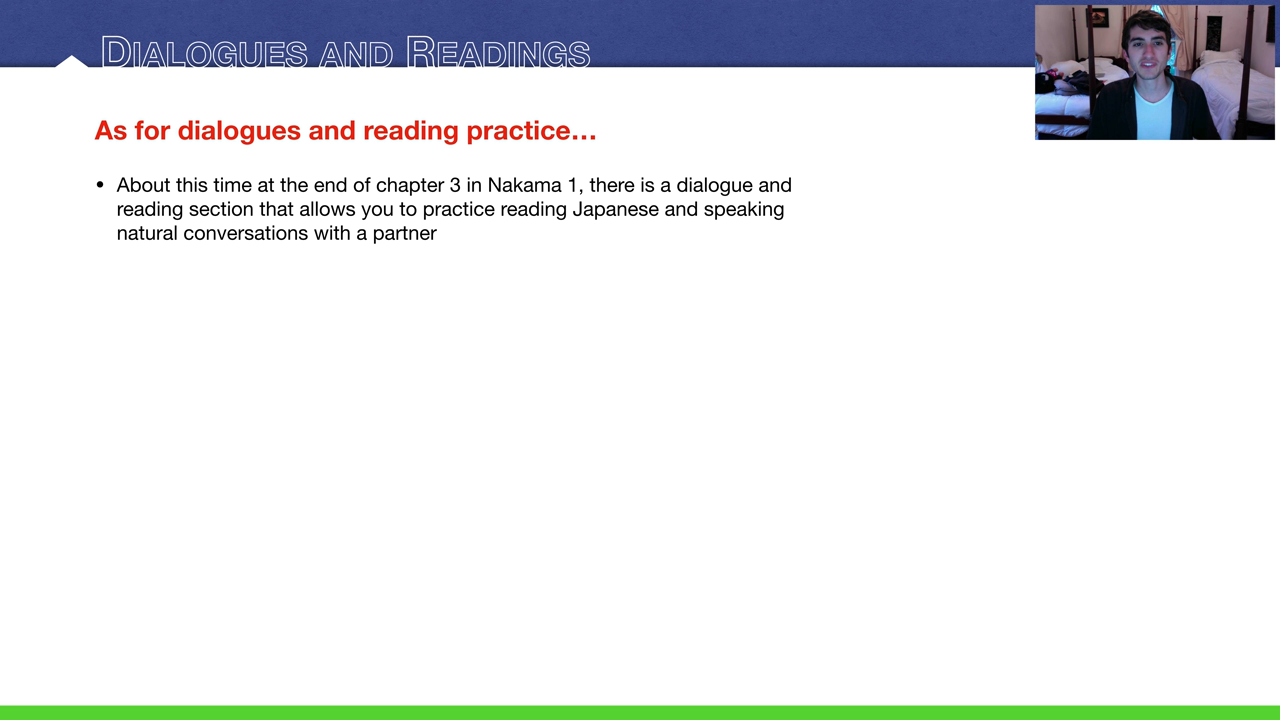 DIALOGUES AND READINGS
As for dialogues and reading practice…
• About this time at the end of chapter 3 in Nakama 1, there is a dialogue and
reading section that allows you to practice reading Japanese and speaking
natural conversations with a partner